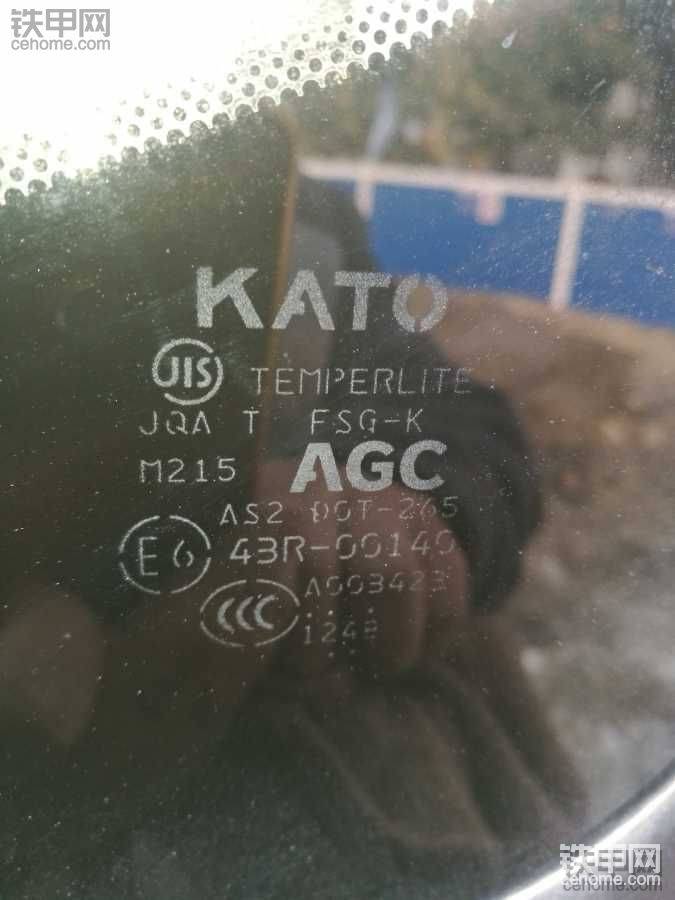 铁甲网
cehome.com
KATO
JIS TEMPERLITE
JQA T FSG-K
M215 AGC
AS2 DOT-265
E6 43R-00140
CCC A003423
铁甲网
cehome.com